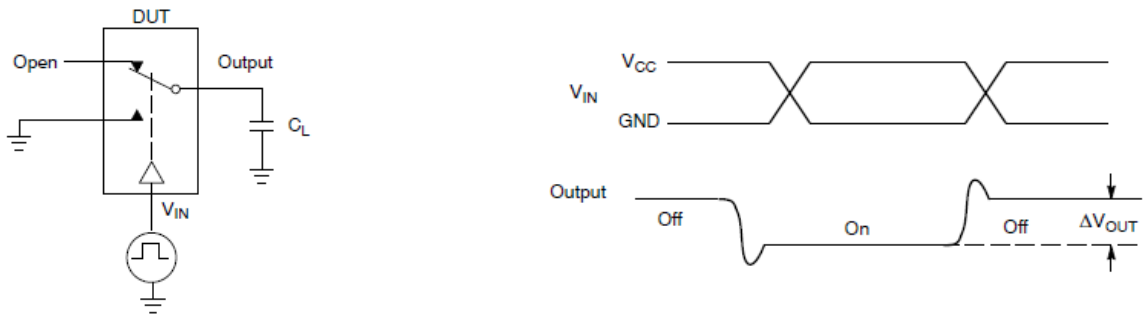 DUT
Open
Output
C_L
V_IN
V_CC
V_IN
GND
Output
Off
On
Off
ΔV_OUT